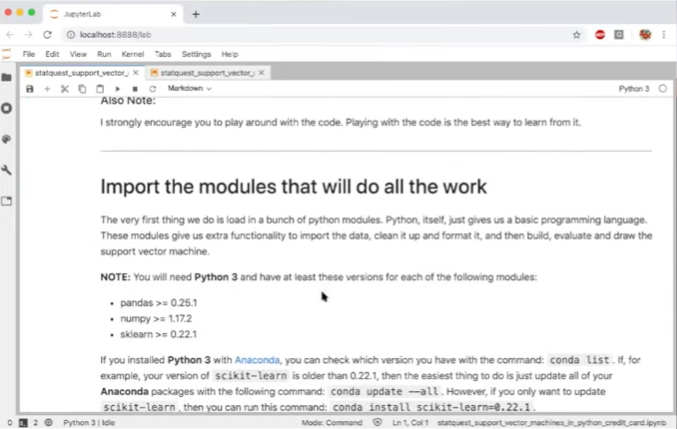 JupyterLab
localhost:8888/lab
File Edit View Run Kernel Tabs Settings Help
statquest_support_vector_ statquest_support_vector_
Markdown Python 3
Also Note:
I strongly encourage you to play around with the code. Playing with the code is the best way to learn from it.
Import the modules that will do all the work
The very first thing we do is load in a bunch of python modules. Python, itself, just gives us a basic programming language.
These modules give us extra functionality to import the data, clean it up and format it, and then build, evaluate and draw the
support vector machine.
NOTE: You will need Python 3 and have at least these versions for each of the following modules:
• pandas >= 0.25.1
• numpy >= 1.17.2
• sklearn >= 0.22.1
If you installed Python 3 with Anaconda, you can check which version you have with the command: conda list. If, for
example, your version of scikit-learn is older than 0.22.1, then the easiest thing to do is just update all of your
Anaconda packages with the following command: conda update --all. However, if you only want to update
scikit-learn, then you can run this command: conda install scikit-learn=0.22.1.
0 2 Python 3 | Idle Mode: Command Ln 1, Col 1 statquest_support_vector_machines_in_python_credit_card.ipynb